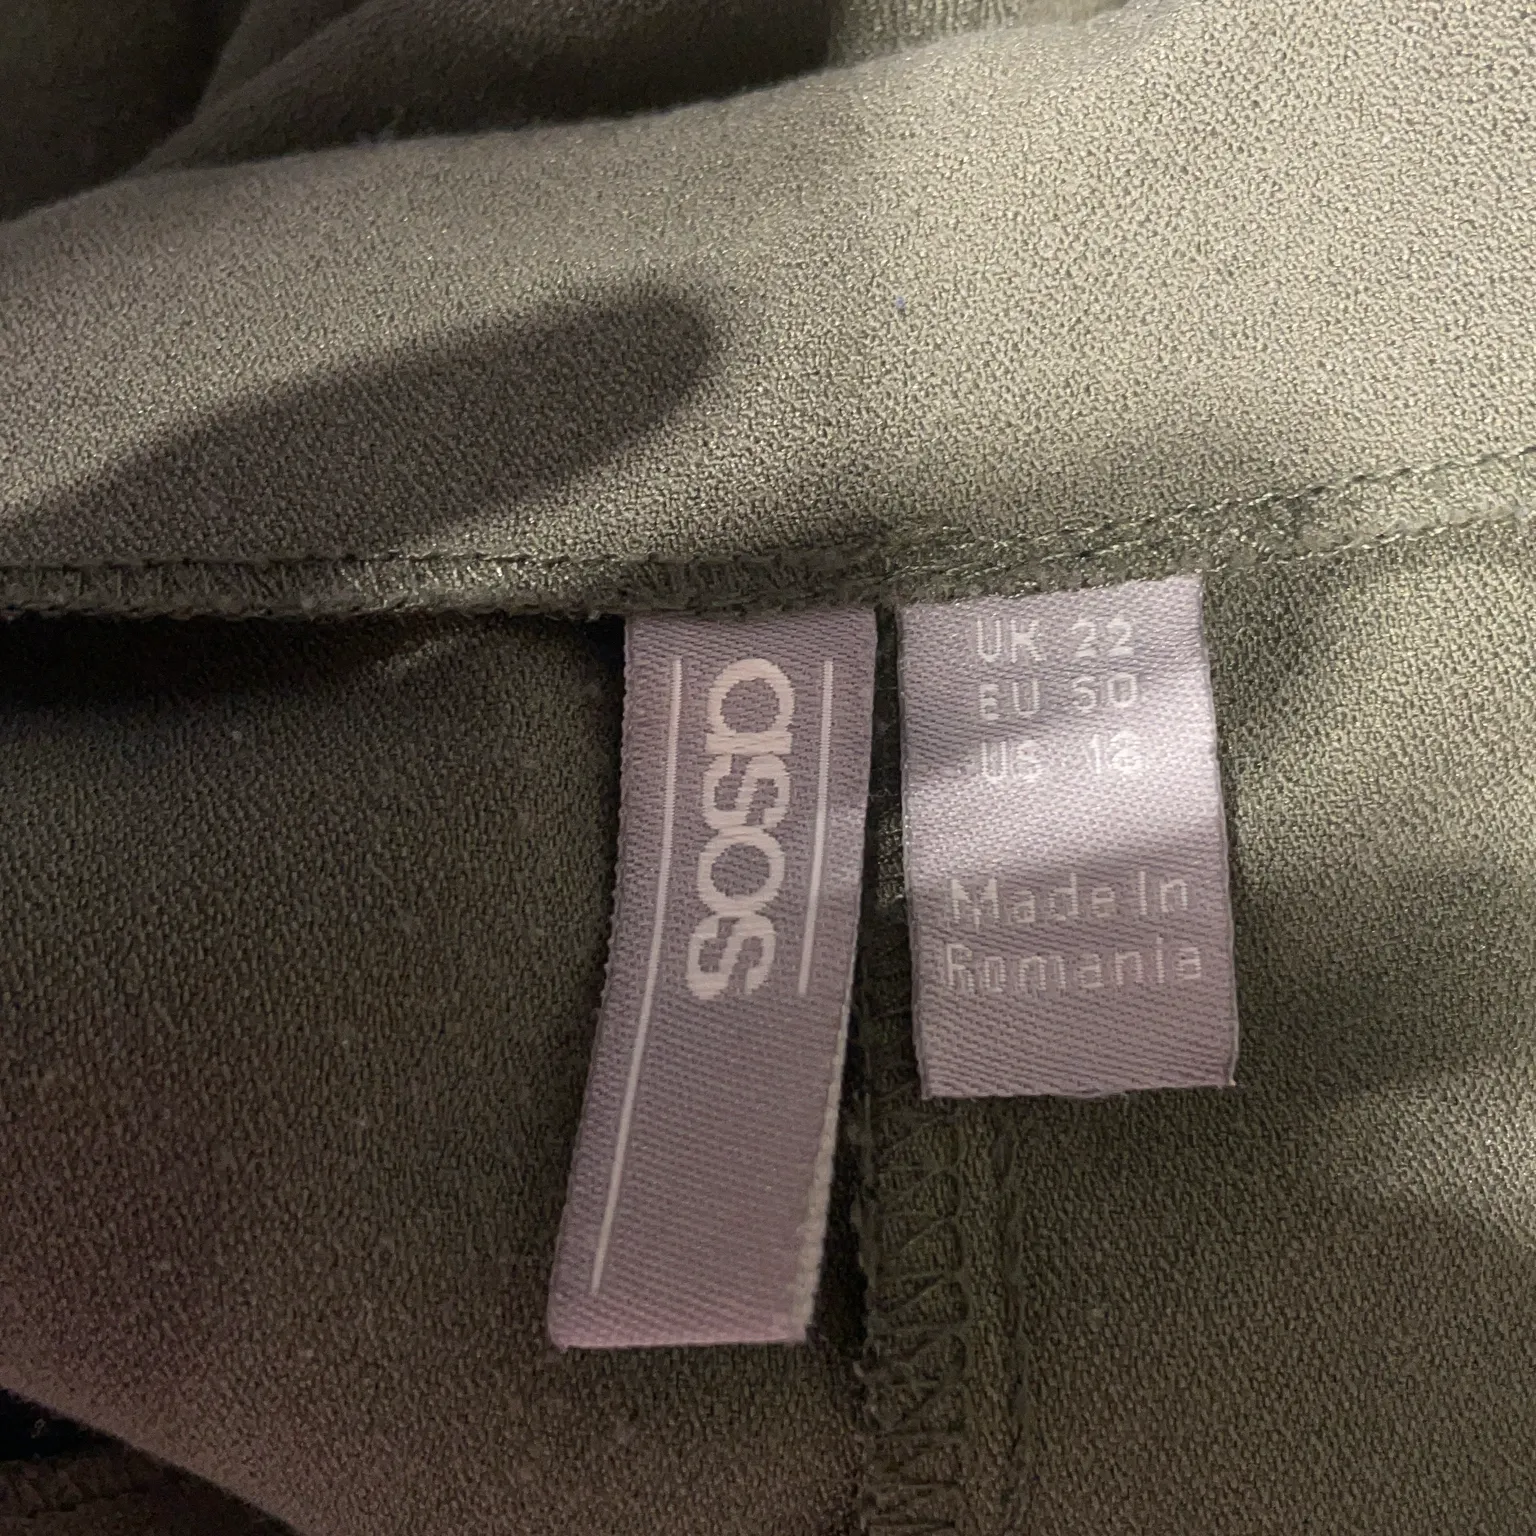 asos
UK 22
EU 50
US 18
Made In
Romania